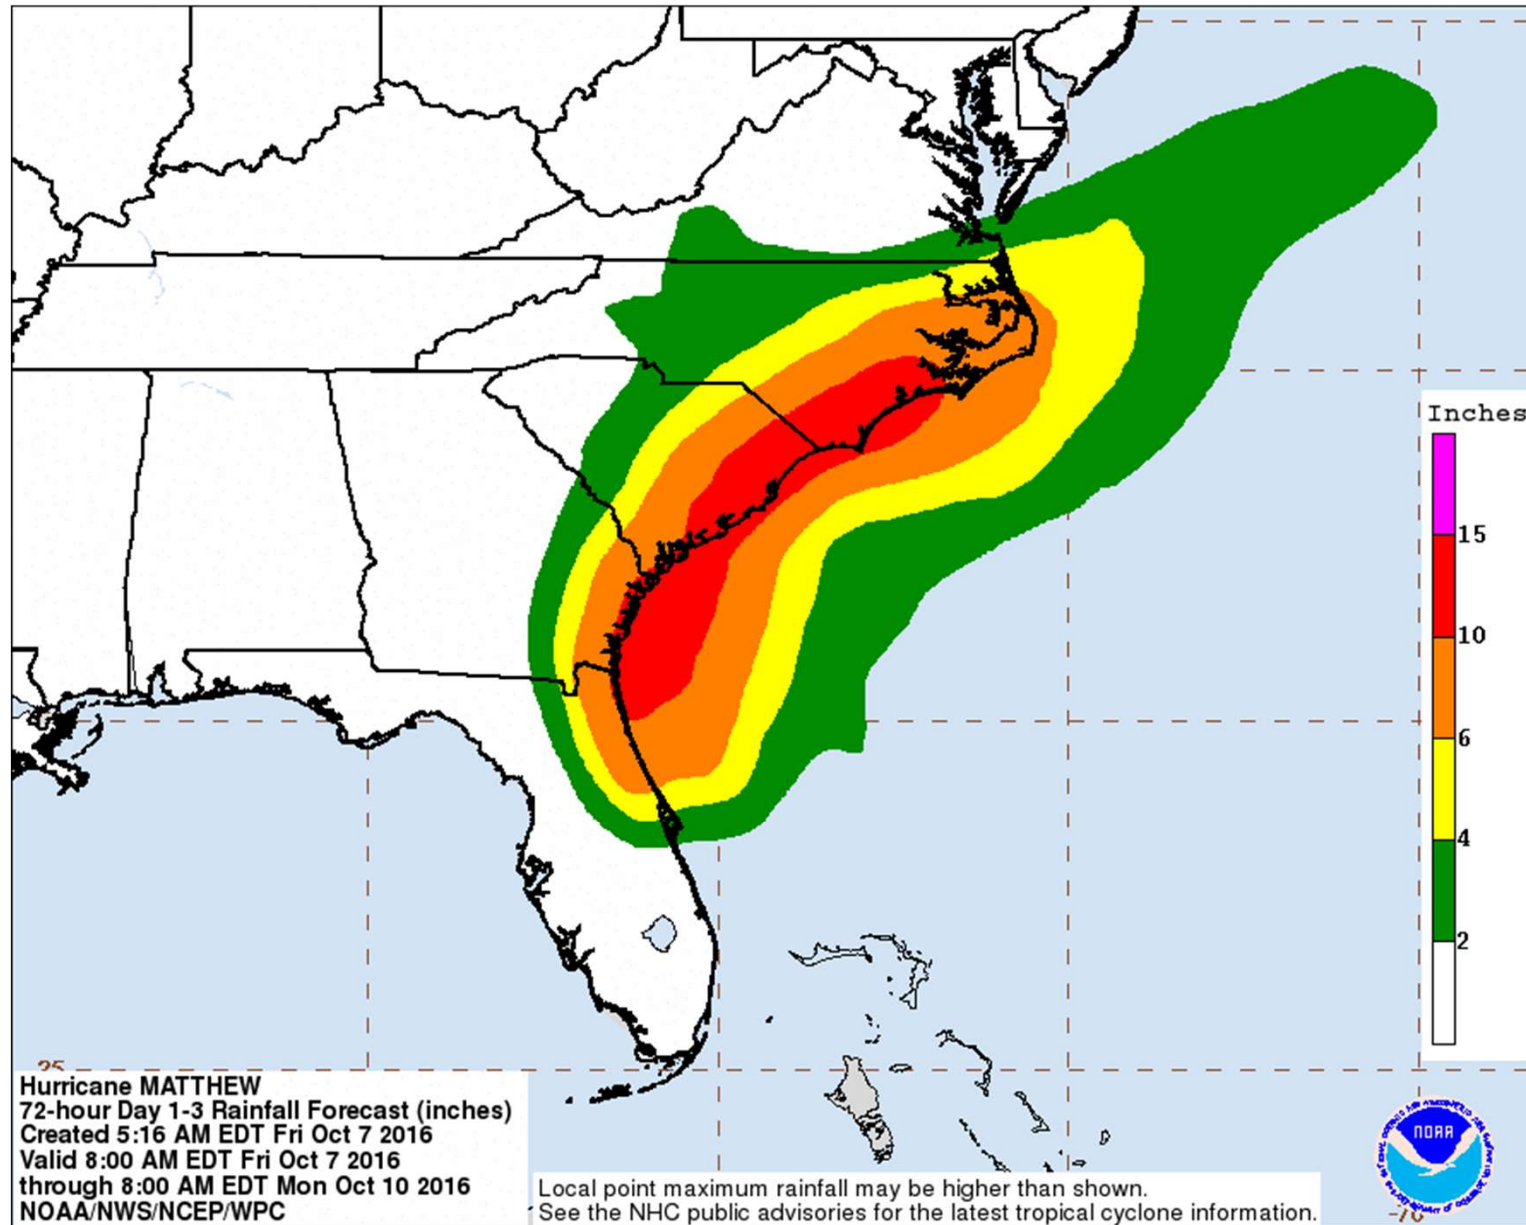 Inches
15
10
6
4
2
25
Hurricane MATTHEW
72-hour Day 1-3 Rainfall Forecast (inches)
Created 5:16 AM EDT Fri Oct 7 2016
Valid 8:00 AM EDT Fri Oct 7 2016
through 8:00 AM EDT Mon Oct 10 2016
NOAA/NWS/NCEP/WPC
Local point maximum rainfall may be higher than shown.
See the NHC public advisories for the latest tropical cyclone information.
NOAA
-70